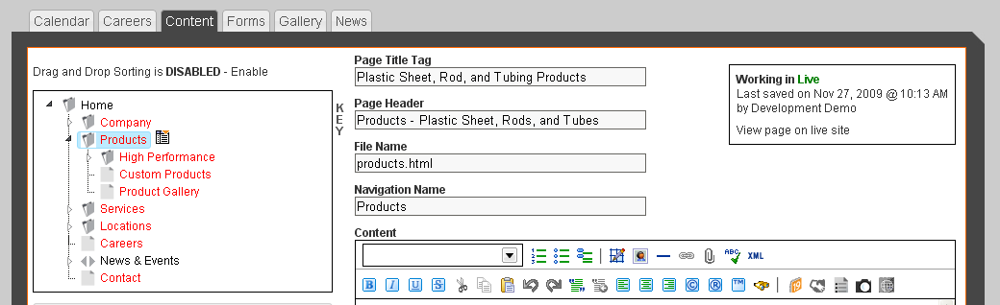 Calendar Careers Content Forms Gallery News
Drag and Drop Sorting is DISABLED - Enable
Home
Company
Products
High Performance
Custom Products
Product Gallery
Services
Locations
Careers
News & Events
Contact
KEY
Page Title Tag
Plastic Sheet, Rod, and Tubing Products
Page Header
Products - Plastic Sheet, Rods, and Tubes
File Name
products.html
Navigation Name
Products
Content
ABC XML
B I U S © ® TM
Working in Live
Last saved on Nov 27, 2009 @ 10:13 AM
by Development Demo
View page on live site